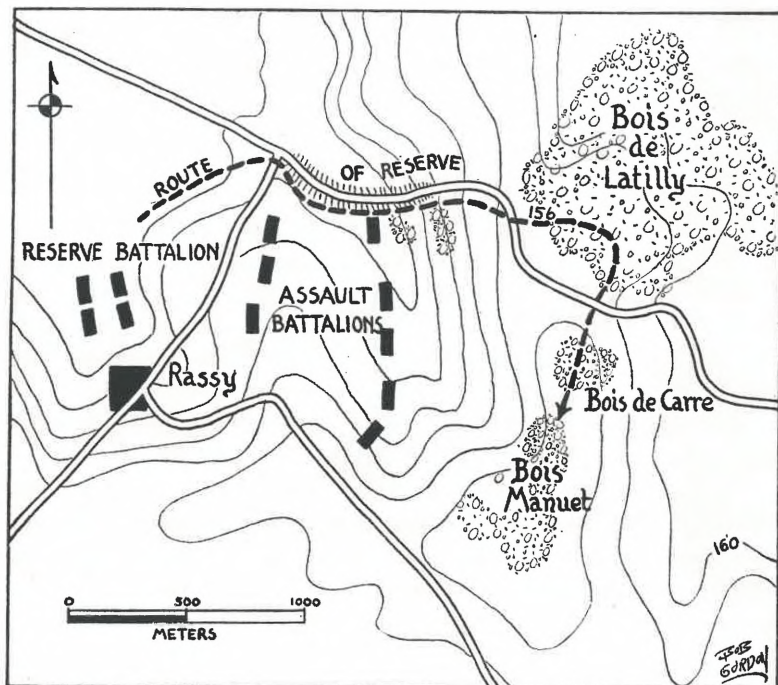 ROUTE
OF RESERVE
156
Bois
de
Latilly
RESERVE BATTALION
ASSAULT
BATTALIONS
Rassy
Bois de Carre
Bois
Manuet
160
0 500 1000
METERS
BOB
GORDON